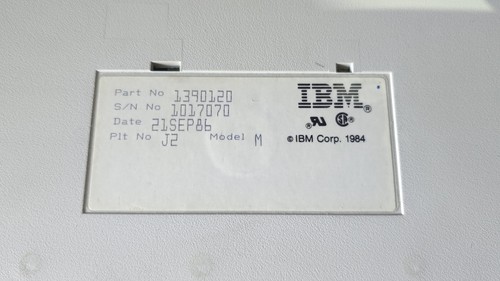 Part No 1390120
S/N No 1017070
Date 21SEP86
Plt No J2 Model M
IBM®
® ®
© IBM Corp. 1984